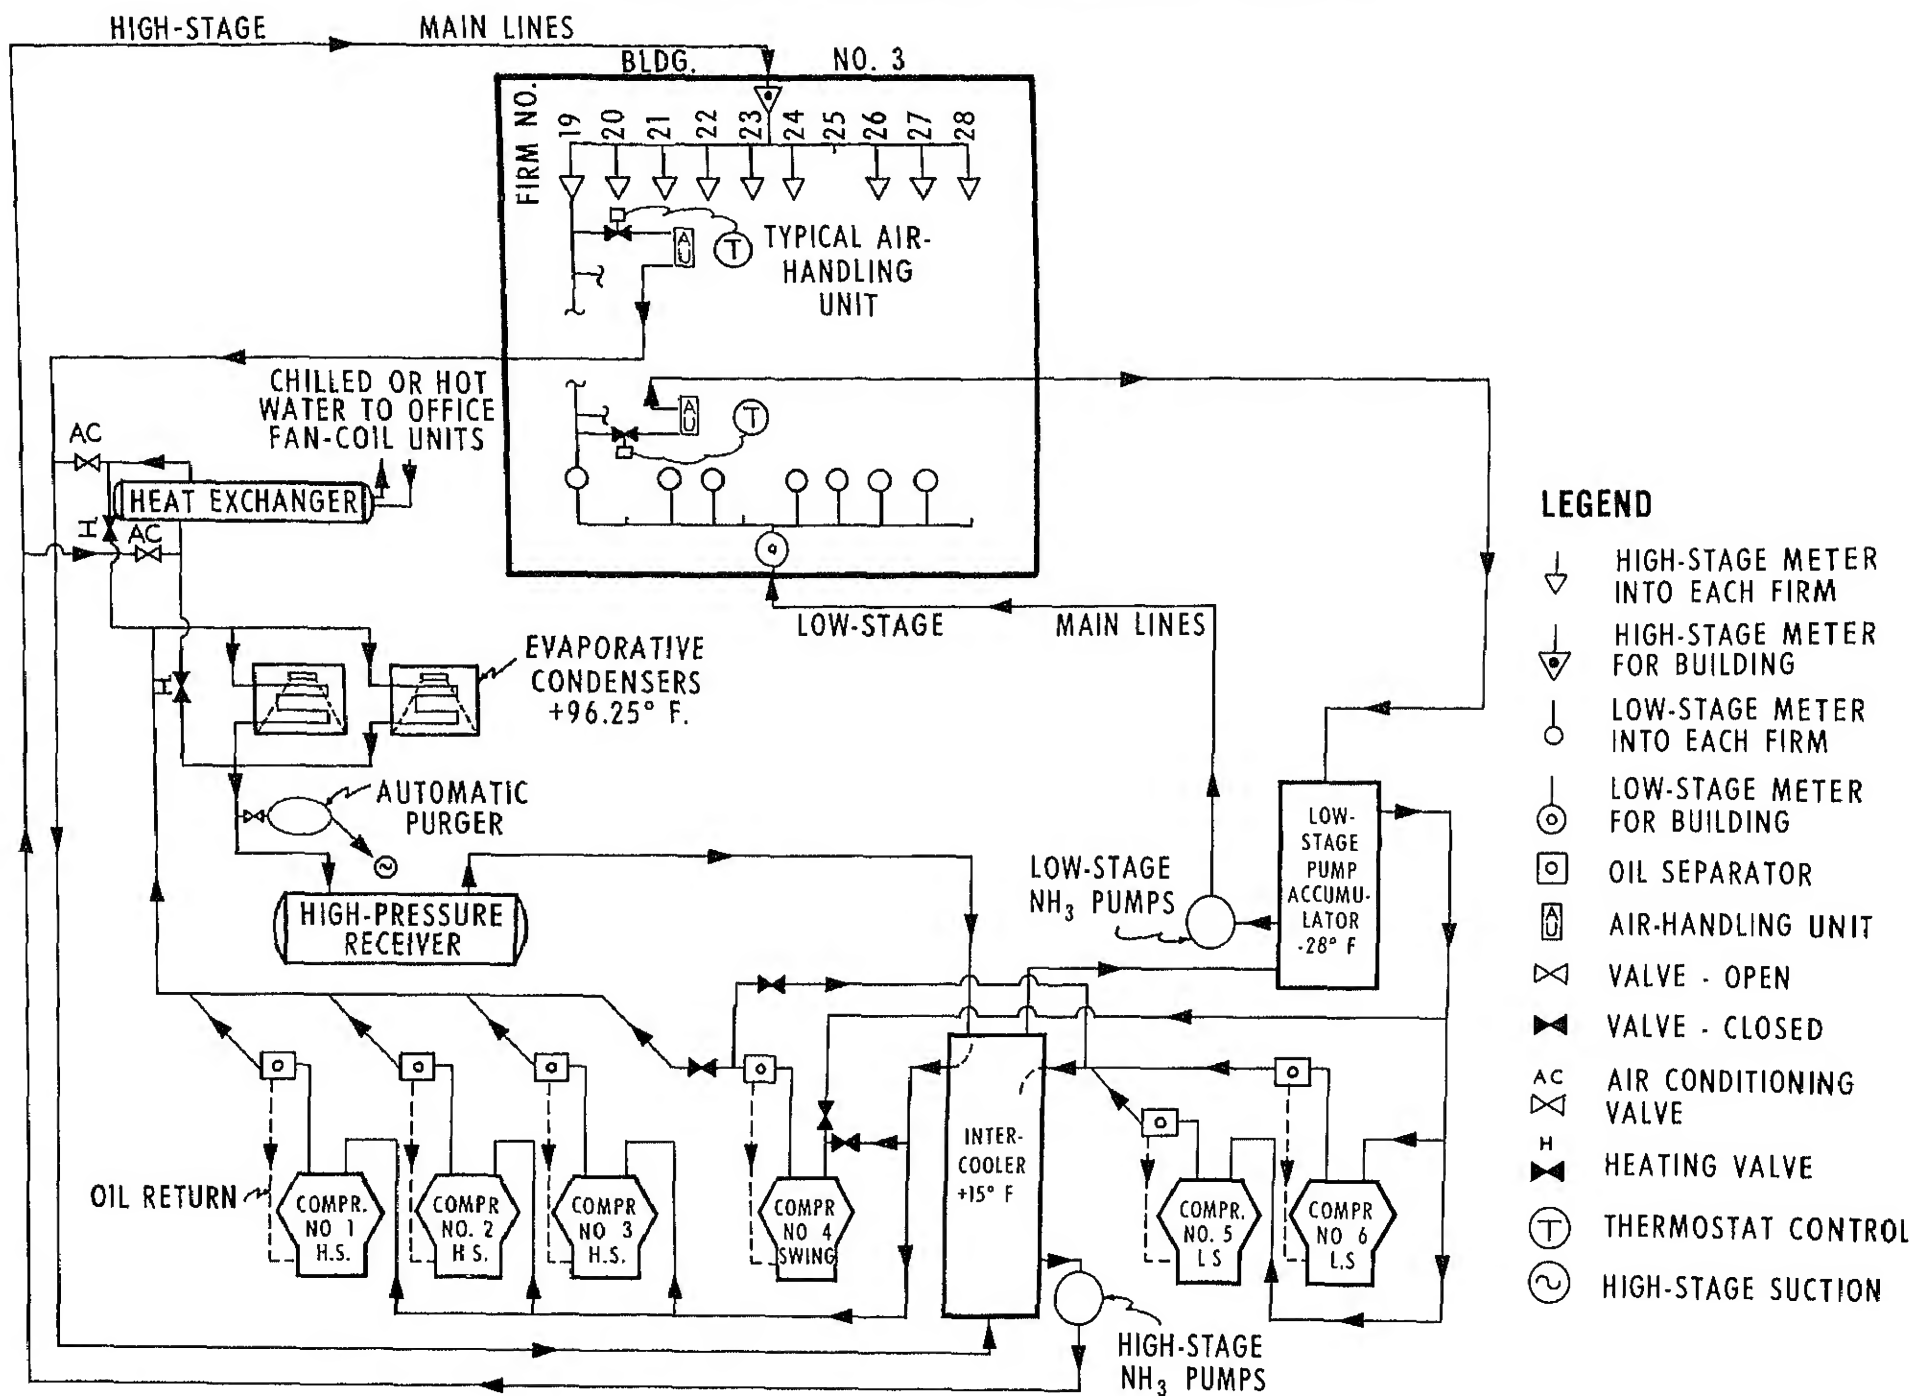 HIGH-STAGE MAIN LINES
BLDG. NO. 3
FIRM NO.
19 20 21 22 23 24 25 26 27 28
A
U
T
TYPICAL AIR-
HANDLING
UNIT
CHILLED OR HOT
WATER TO OFFICE
FAN-COIL UNITS
A
U
T
AC
HEAT EXCHANGER
H
AC
LOW-STAGE MAIN LINES
EVAPORATIVE
CONDENSERS
+96.25° F.
H
AUTOMATIC
PURGER
HIGH-PRESSURE
RECEIVER
LOW-STAGE
NH3 PUMPS
LOW-
STAGE
PUMP
ACCUMU-
LATOR
-28° F
OIL RETURN
COMPR.
NO 1
H.S.
COMPR
NO. 2
H S.
COMPR
NO 3
H.S.
COMPR
NO 4
SWING
INTER-
COOLER
+15° F
COMPR.
NO. 5
L S
COMPR
NO 6
L.S
HIGH-STAGE
NH3 PUMPS
LEGEND
HIGH-STAGE METER
INTO EACH FIRM
HIGH-STAGE METER
FOR BUILDING
LOW-STAGE METER
INTO EACH FIRM
LOW-STAGE METER
FOR BUILDING
OIL SEPARATOR
A
U
AIR-HANDLING UNIT
VALVE - OPEN
VALVE - CLOSED
AC AIR CONDITIONING
VALVE
H
HEATING VALVE
T THERMOSTAT CONTROL
HIGH-STAGE SUCTION